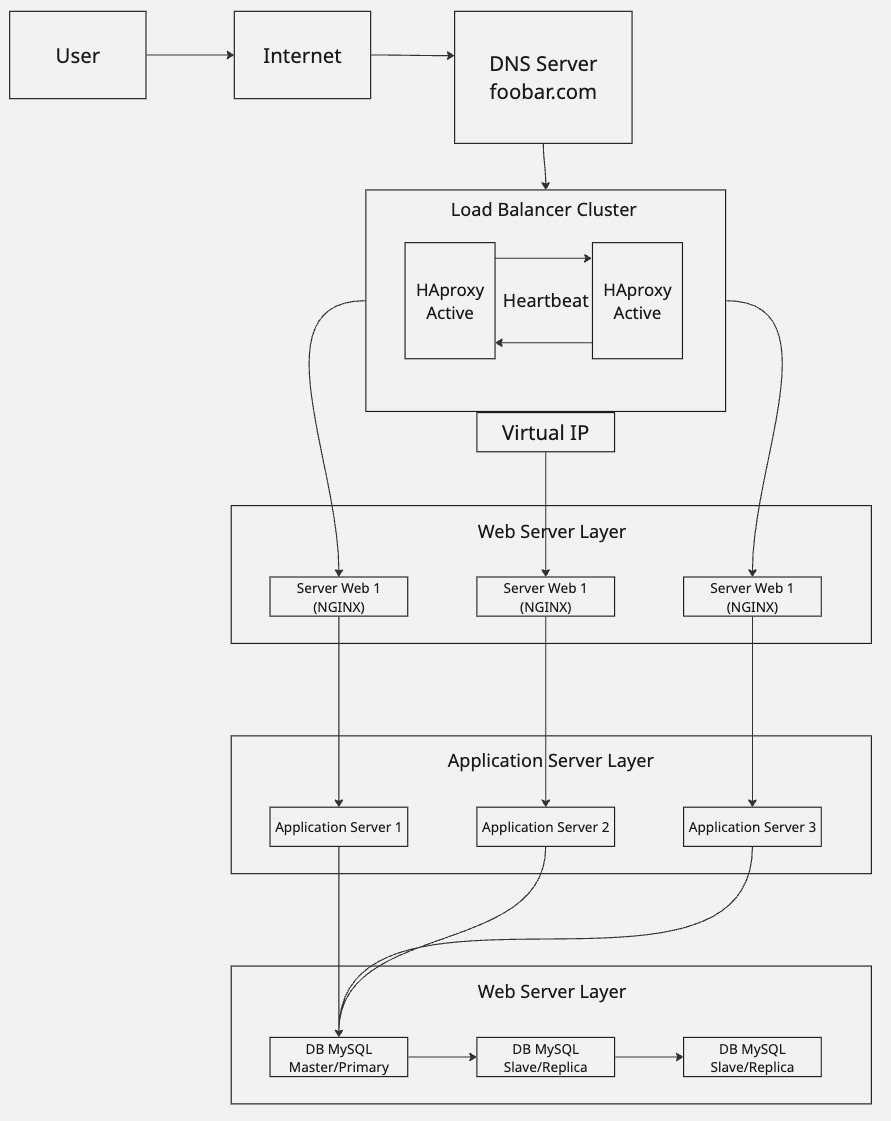 User
Internet
DNS Server
foobar.com
Load Balancer Cluster
HAproxy
Active
Heartbeat
HAproxy
Active
Virtual IP
Web Server Layer
Server Web 1
(NGINX)
Server Web 1
(NGINX)
Server Web 1
(NGINX)
Application Server Layer
Application Server 1
Application Server 2
Application Server 3
Web Server Layer
DB MySQL
Master/Primary
DB MySQL
Slave/Replica
DB MySQL
Slave/Replica